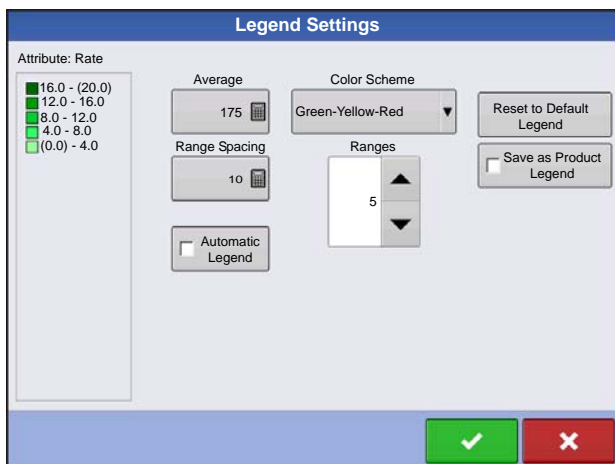 Legend Settings
Attribute: Rate
16.0 - (20.0)
12.0 - 16.0
8.0 - 12.0
4.0 - 8.0
(0.0) - 4.0
Average
175
Range Spacing
10
Automatic
Legend
Color Scheme
Green-Yellow-Red
Ranges
5
Reset to Default
Legend
Save as Product
Legend